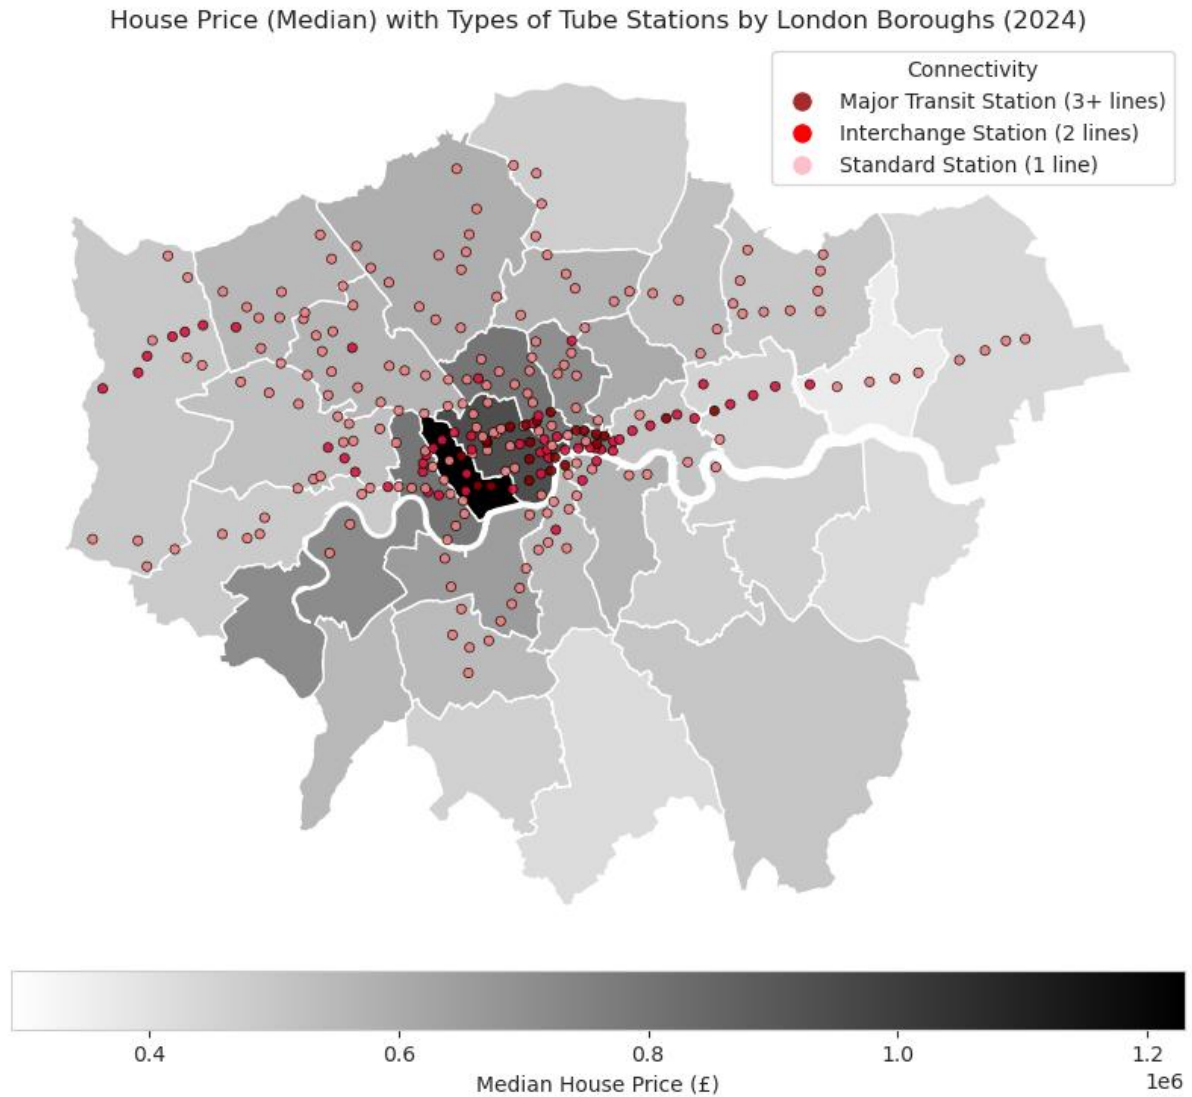 House Price (Median) with Types of Tube Stations by London Boroughs (2024)
Connectivity
Major Transit Station (3+ lines)
Interchange Station (2 lines)
Standard Station (1 line)
0.4 0.6 0.8 1.0 1.2
1e6
Median House Price (£)